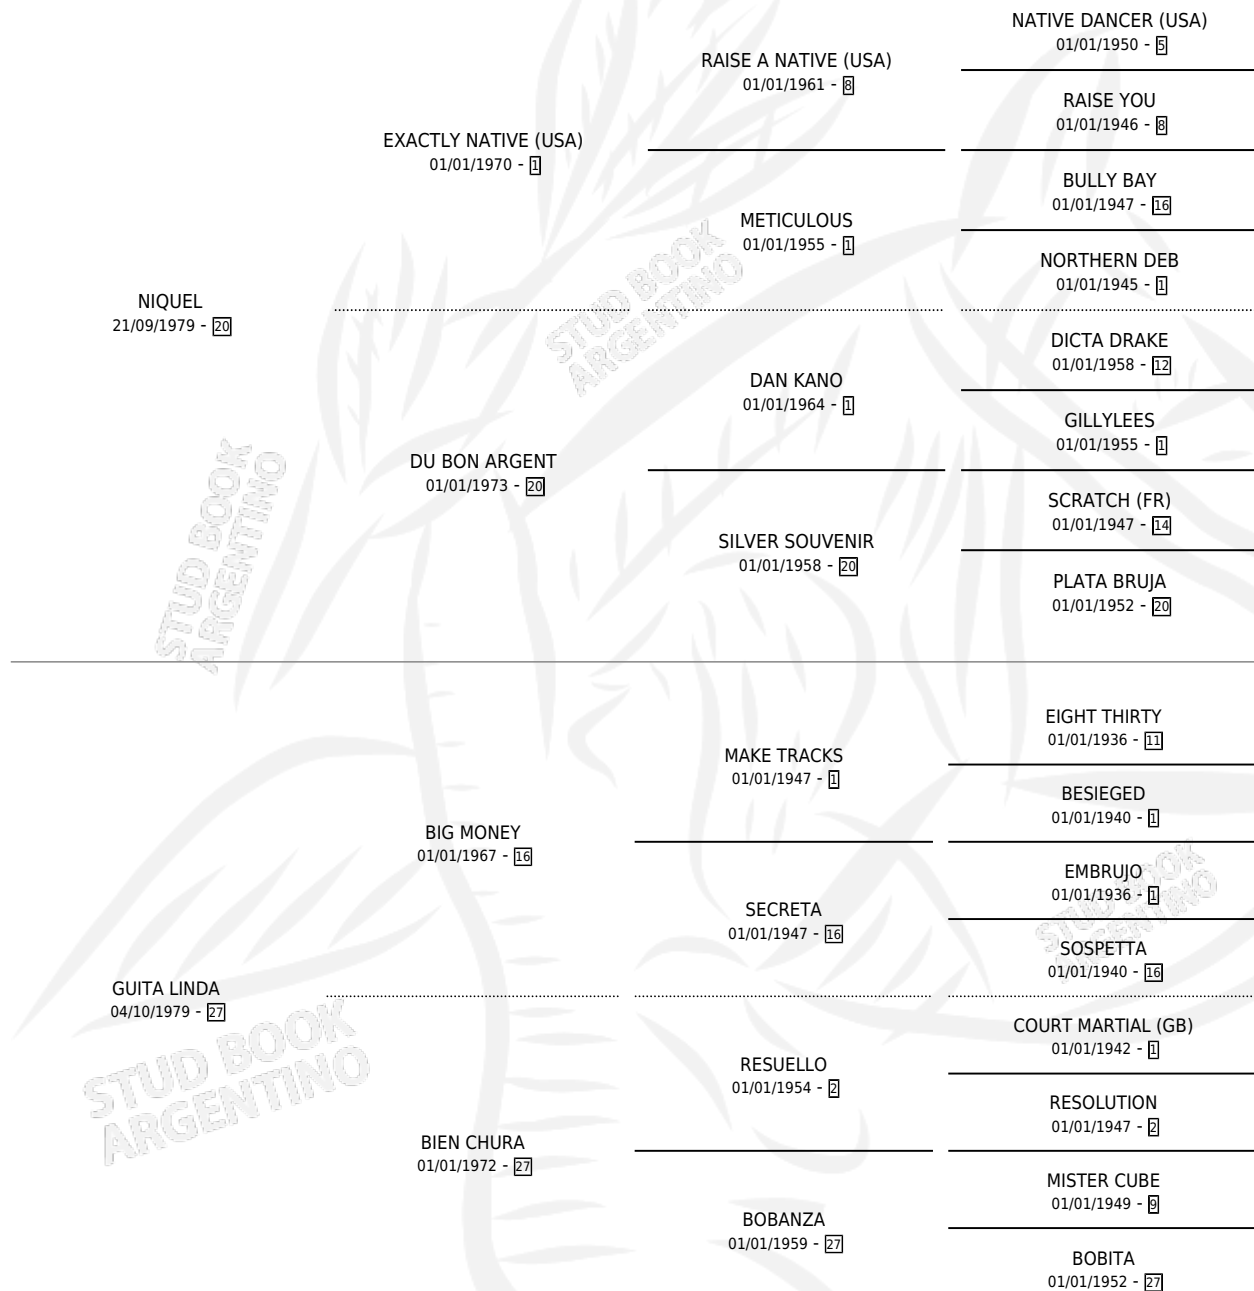 NATIVE DANCER (USA)
01/01/1950 - 5
RAISE A NATIVE (USA)
01/01/1961 - 8
RAISE YOU
01/01/1946 - 8
EXACTLY NATIVE (USA)
01/01/1970 - 1
BULLY BAY
01/01/1947 - 16
METICULOUS
01/01/1955 - 1
NORTHERN DEB
01/01/1945 - 1
NIQUEL
21/09/1979 - 20
DICTA DRAKE
01/01/1958 - 12
DAN KANO
01/01/1964 - 1
GILLYLEES
01/01/1955 - 1
DU BON ARGENT
01/01/1973 - 20
SCRATCH (FR)
01/01/1947 - 14
SILVER SOUVENIR
01/01/1958 - 20
PLATA BRUJA
01/01/1952 - 20
EIGHT THIRTY
01/01/1936 - 11
MAKE TRACKS
01/01/1947 - 1
BESIEGED
01/01/1940 - 1
BIG MONEY
01/01/1967 - 16
EMBRUJO
01/01/1936 - 1
SECRETA
01/01/1947 - 16
SOSPETTA
01/01/1940 - 16
GUITA LINDA
04/10/1979 - 27
COURT MARTIAL (GB)
01/01/1942 - 1
RESUELLO
01/01/1954 - 2
RESOLUTION
01/01/1947 - 2
BIEN CHURA
01/01/1972 - 27
MISTER CUBE
01/01/1949 - 9
BOBANZA
01/01/1959 - 27
BOBITA
01/01/1952 - 27
STUD BOOK
ARGENTINO
STUD BOOK
ARGENTINO
STUD BOOK
ARGENTINO
STUD BOOK
ARGENTINO